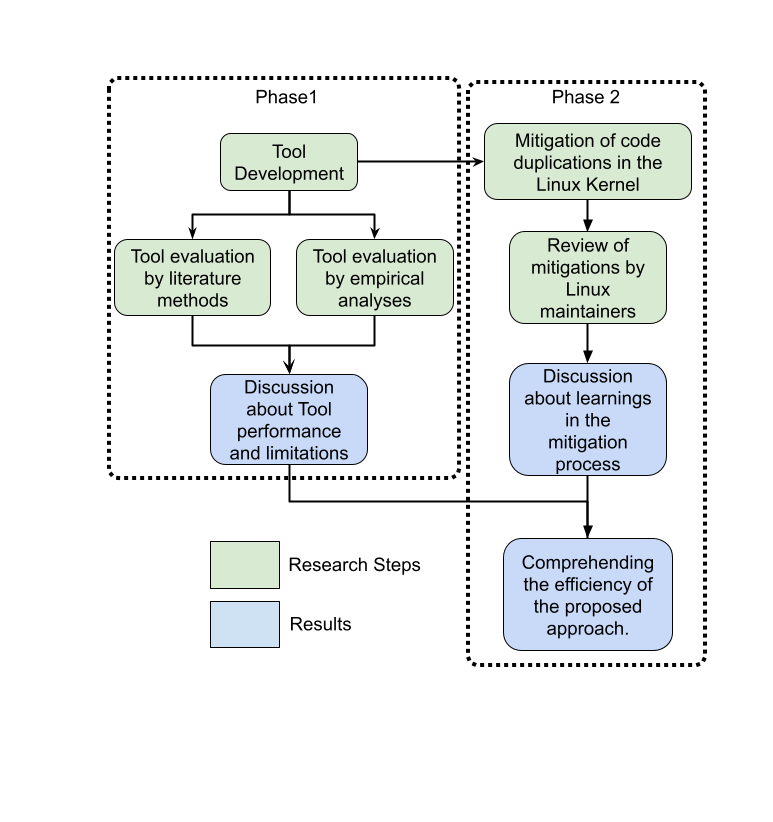 Phase1
Tool
Development
Tool evaluation
by literature
methods
Tool evaluation
by empirical
analyses
Discussion
about Tool
performance
and limitations
Phase 2
Mitigation of code
duplications in the
Linux Kernel
Review of
mitigations by
Linux
maintainers
Discussion
about learnings
in the
mitigation
process
Comprehending
the efficiency of
the proposed
approach.
Research Steps
Results